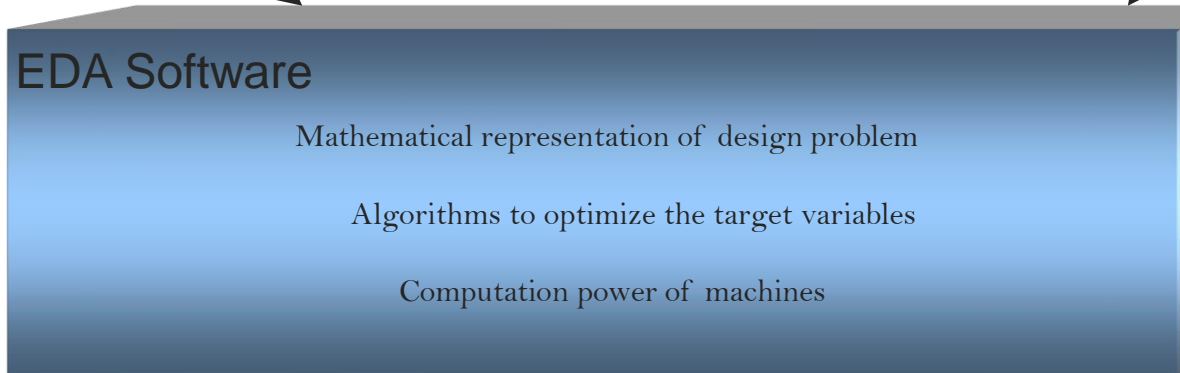 EDA Software
Mathematical representation of design problem
Algorithms to optimize the target variables
Computation power of machines